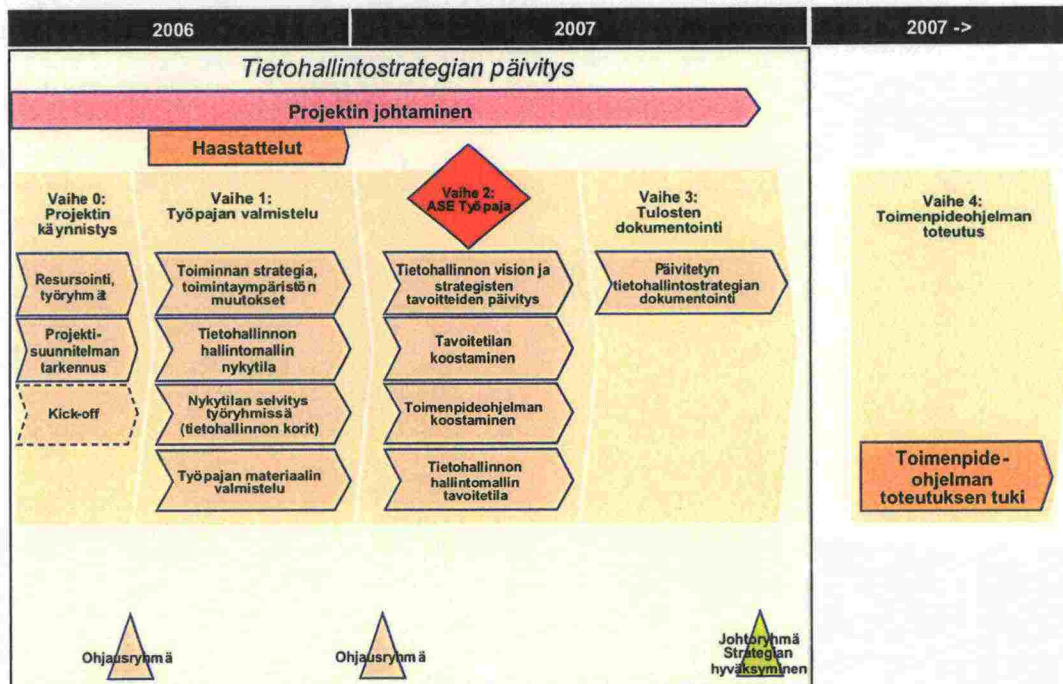 2006
2007
2007 ->
Tietohallintostrategian päivitys
Projektin johtaminen
Haastattelut
Vaihe 0:
Projektin
käynnistys
Vaihe 1:
Työpajan valmistelu
Vaihe 2:
ASE Työpaja
Vaihe 3:
Tulosten
dokumentointi
Vaihe 4:
Toimenpideohjelman
toteutus
Resursointi,
työryhmät
Projekti-
suunnitelman
tarkennus
Kick-off
Toiminnan strategia,
toimintaympäristön
muutokset
Tietohallinnon
hallintomallin
nykytila
Nykytilan selvitys
työryhmissä
(tietohallinnon korit)
Työpajan materiaalin
valmistelu
Tietohallinnon vision ja
strategisten
tavoitteiden päivitys
Tavoitetilan
koostaminen
Toimenpideohjelman
koostaminen
Tietohallinnon
hallintomallin
tavoitetila
Päivitetyn
tietohallintostrategian
dokumentointi
Toimenpide-
ohjelman
toteutuksen tuki
Ohjausryhmä
Ohjausryhmä
Johtoryhmä
Strategian
hyväksyminen